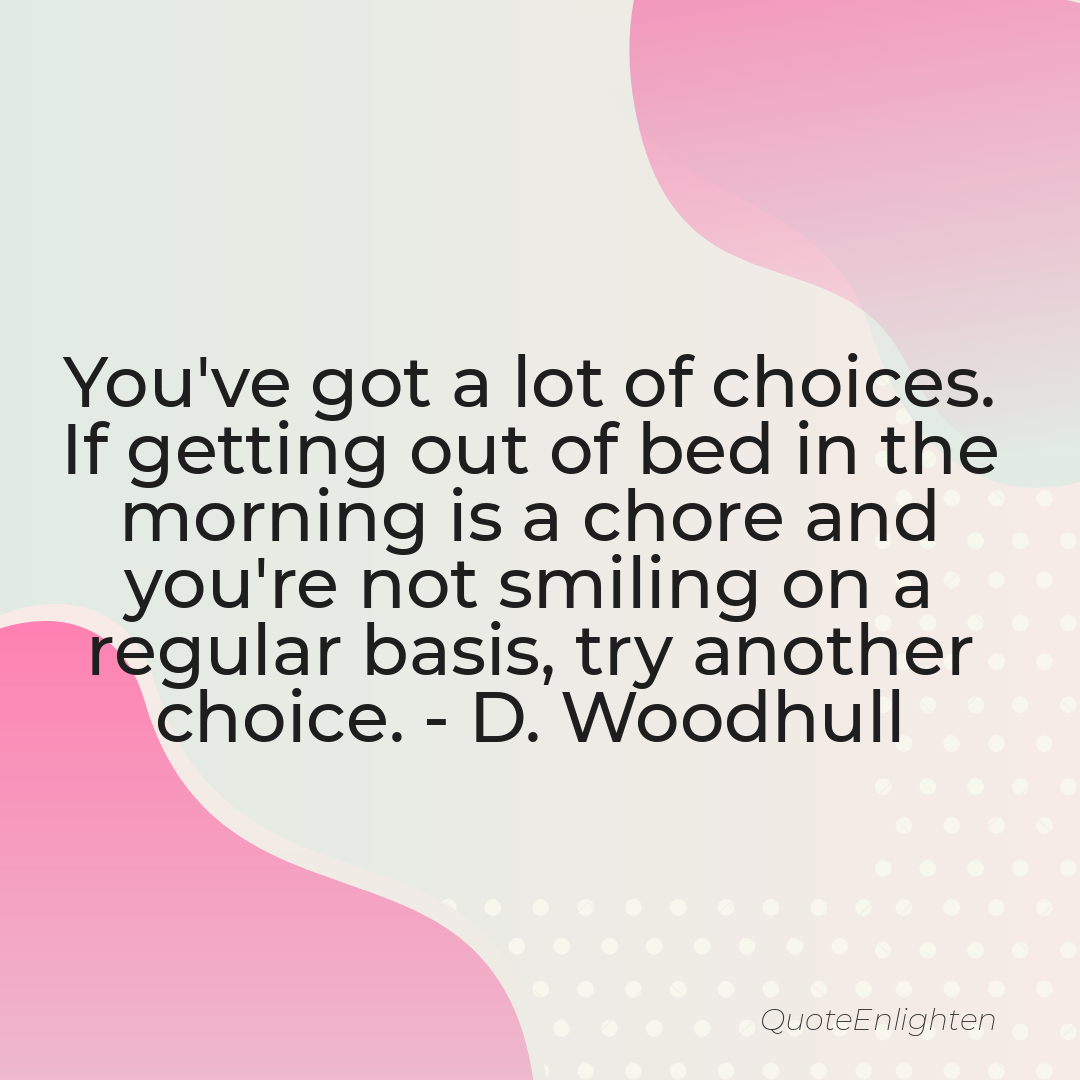 You've got a lot of choices.
If getting out of bed in the
morning is a chore and
you're not smiling on a
regular basis, try another
choice. - D. Woodhull
QuoteEnlighten